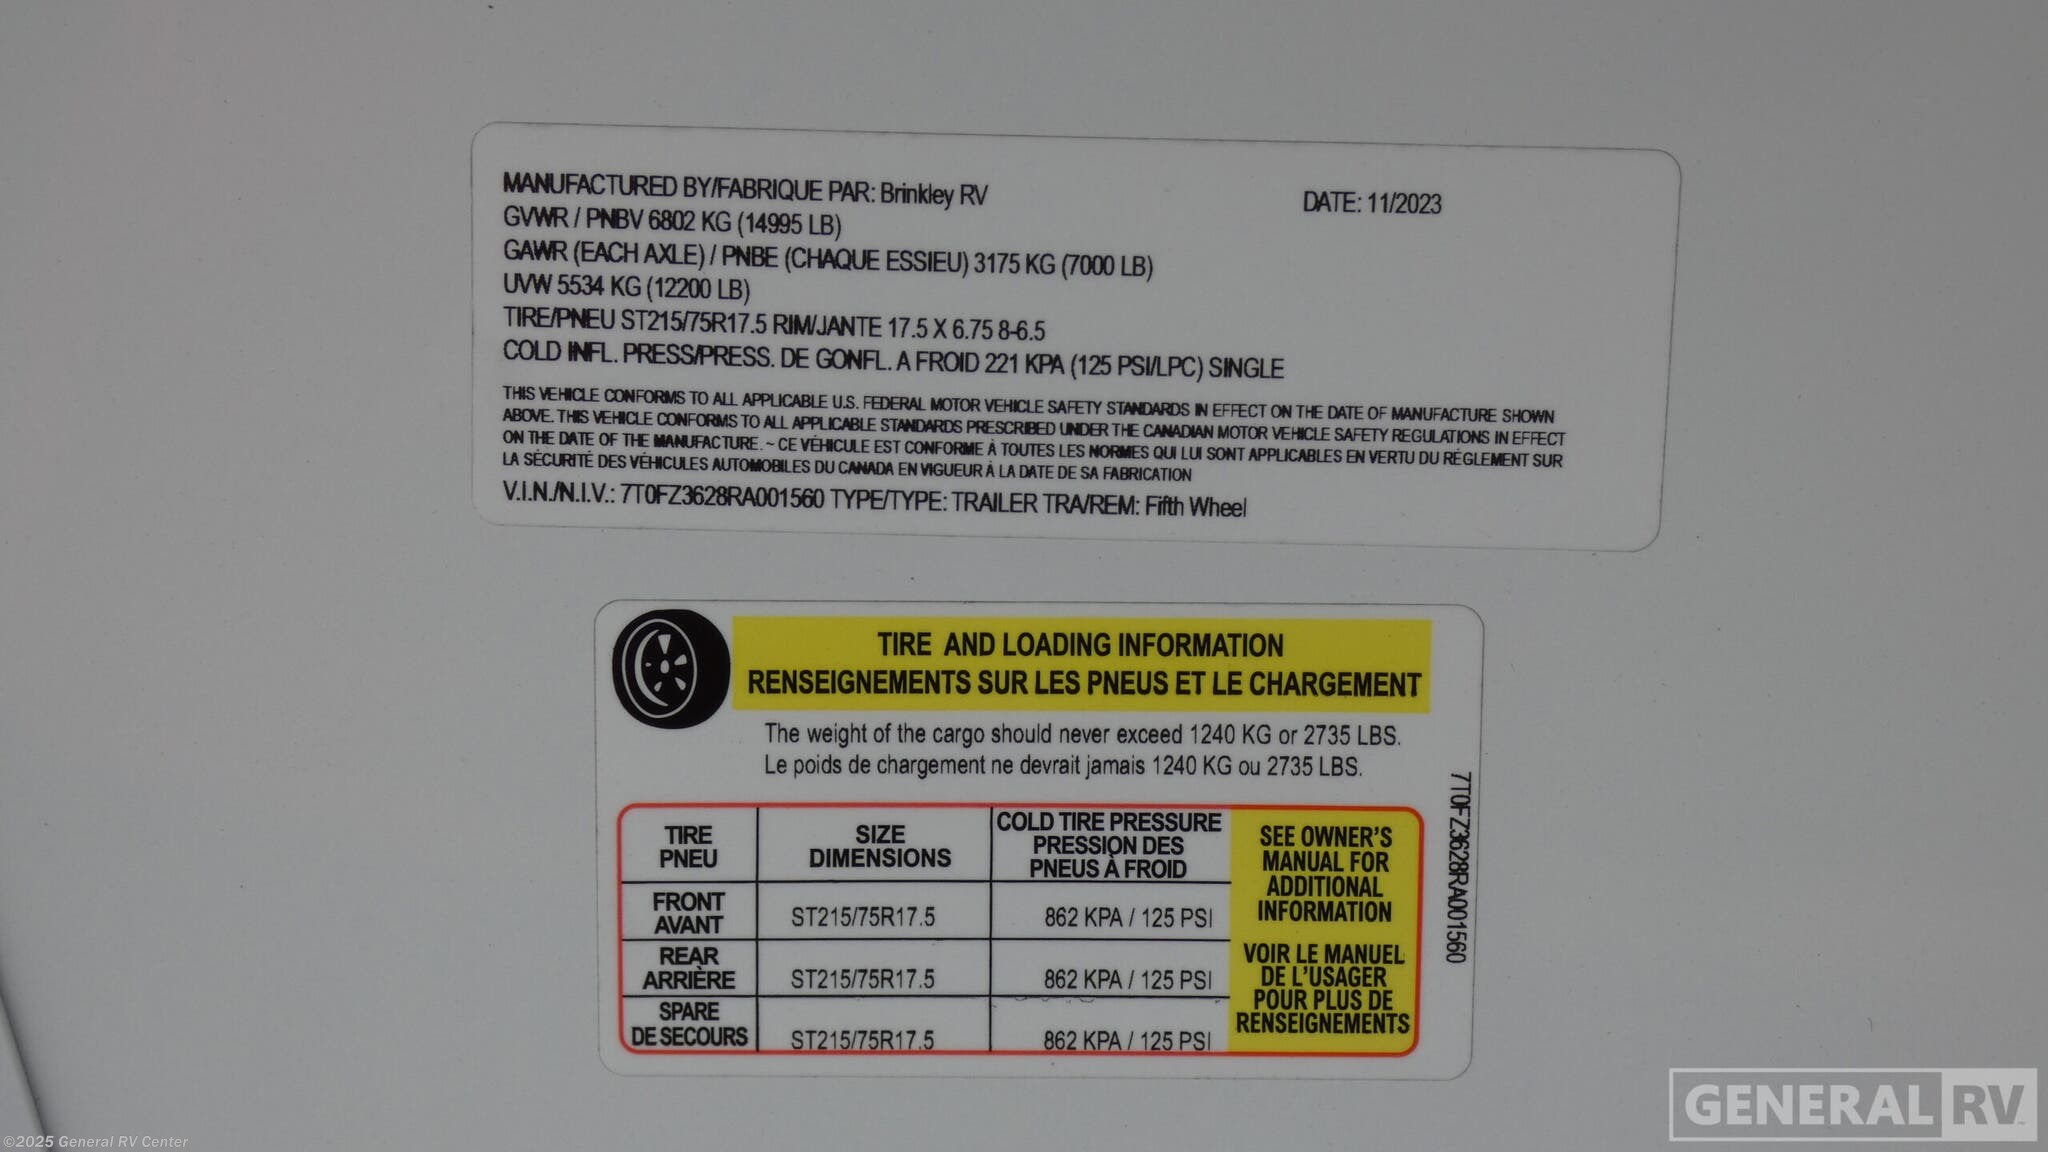 MANUFACTURED BY/FABRIQUE PAR: Brinkley RV DATE: 11/2023
GVWR / PNBV 6802 KG (14995 LB)
GAWR (EACH AXLE) / PNBE (CHAQUE ESSIEU) 3175 KG (7000 LB)
UVW 5534 KG (12200 LB)
TIRE/PNEU ST215/75R17.5 RIM/JANTE 17.5 X 6.75 8-6.5
COLD INFL. PRESS/PRESS. DE GONFL. A FROID 221 KPA (125 PSI/LPC) SINGLE
THIS VEHICLE CONFORMS TO ALL APPLICABLE U.S. FEDERAL MOTOR VEHICLE SAFETY STANDARDS IN EFFECT ON THE DATE OF MANUFACTURE SHOWN
ABOVE. THIS VEHICLE CONFORMS TO ALL APPLICABLE STANDARDS PRESCRIBED UNDER THE CANADIAN MOTOR VEHICLE SAFETY REGULATIONS IN EFFECT
ON THE DATE OF THE MANUFACTURE. ~ CE VÉHICULE EST CONFORME À TOUTES LES NORMES QUI LUI SONT APPLICABLES EN VERTU DU RÉGLEMENT SUR
LA SÉCURITÉ DES VÉHICULES AUTOMOBILES DU CANADA EN VIGUEUR À LA DATE DE SA FABRICATION
V.I.N./N.I.V.: 7T0FZ3628RA001560 TYPE/TYPE: TRAILER TRA/REM: Fifth Wheel
TIRE AND LOADING INFORMATION
RENSEIGNEMENTS SUR LES PNEUS ET LE CHARGEMENT
The weight of the cargo should never exceed 1240 KG or 2735 LBS.
Le poids de chargement ne devrait jamais 1240 KG ou 2735 LBS.
TIRE
PNEU
SIZE
DIMENSIONS
COLD TIRE PRESSURE
PRESSION DES
PNEUS À FROID
FRONT
AVANT
ST215/75R17.5
862 KPA / 125 PSI
REAR
ARRIÈRE
ST215/75R17.5
862 KPA / 125 PSI
SPARE
DE SECOURS
ST215/75R17.5
862 KPA / 125 PSI
SEE OWNER'S
MANUAL FOR
ADDITIONAL
INFORMATION
VOIR LE MANUEL
DE L'USAGER
POUR PLUS DE
RENSEIGNEMENTS
7T0FZ3628RA001560
©2025 General RV Center
GENERAL RV